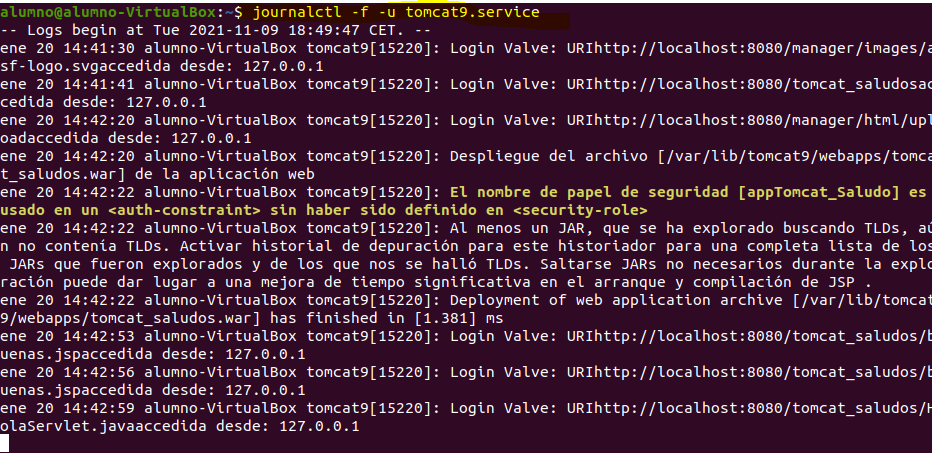 alumno@alumno-VirtualBox:~$ journalctl -f -u tomcat9.service
-- Logs begin at Tue 2021-11-09 18:49:47 CET. --
ene 20 14:41:30 alumno-VirtualBox tomcat9[15220]: Login Valve: URIhttp://localhost:8080/manager/images/a
sf-logo.svgaccedida desde: 127.0.0.1
ene 20 14:41:41 alumno-VirtualBox tomcat9[15220]: Login Valve: URIhttp://localhost:8080/tomcat_saludosac
cedida desde: 127.0.0.1
ene 20 14:42:20 alumno-VirtualBox tomcat9[15220]: Login Valve: URIhttp://localhost:8080/manager/html/upl
oadaccedida desde: 127.0.0.1
ene 20 14:42:20 alumno-VirtualBox tomcat9[15220]: Despliegue del archivo [/var/lib/tomcat9/webapps/tomca
t_saludos.war] de la aplicación web
ene 20 14:42:22 alumno-VirtualBox tomcat9[15220]: El nombre de papel de seguridad [appTomcat_Saludo] es
usado en un <auth-constraint> sin haber sido definido en <security-role>
ene 20 14:42:22 alumno-VirtualBox tomcat9[15220]: Al menos un JAR, que se ha explorado buscando TLDs, aú
n no contenía TLDs. Activar historial de depuración para este historiador para una completa lista de los
JARs que fueron explorados y de los que nos se halló TLDs. Saltarse JARs no necesarios durante la explo
ración puede dar lugar a una mejora de tiempo significativa en el arranque y compilación de JSP .
ene 20 14:42:22 alumno-VirtualBox tomcat9[15220]: Deployment of web application archive [/var/lib/tomcat
9/webapps/tomcat_saludos.war] has finished in [1.381] ms
ene 20 14:42:53 alumno-VirtualBox tomcat9[15220]: Login Valve: URIhttp://localhost:8080/tomcat_saludos/b
uenas.jspaccedida desde: 127.0.0.1
ene 20 14:42:56 alumno-VirtualBox tomcat9[15220]: Login Valve: URIhttp://localhost:8080/tomcat_saludos/b
uenas.jspaccedida desde: 127.0.0.1
ene 20 14:42:59 alumno-VirtualBox tomcat9[15220]: Login Valve: URIhttp://localhost:8080/tomcat_saludos/H
olaServlet.javaaccedida desde: 127.0.0.1